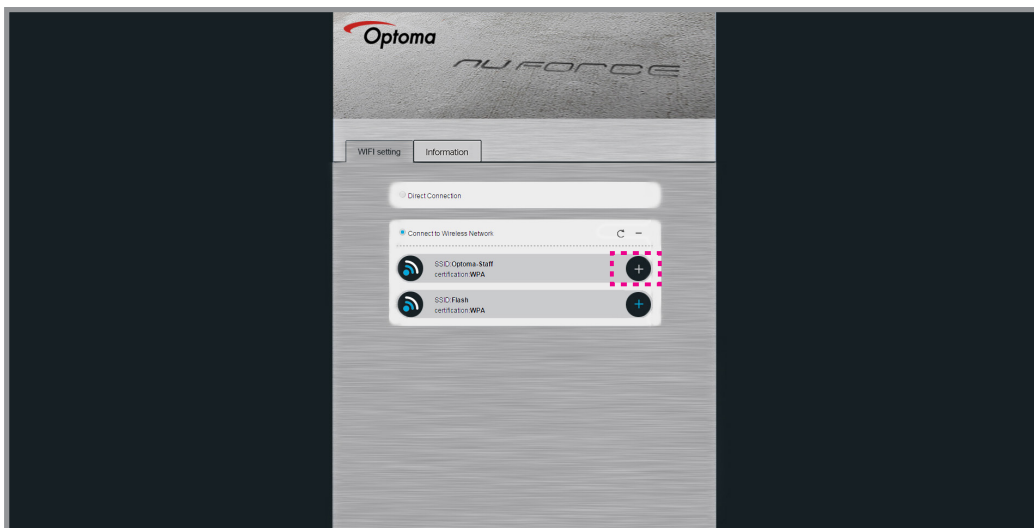 Optoma
NUFORCE
WIFI setting
Information
Direct Connection
Connect to Wireless Network
SSID:Optoma-Staff
certification:WPA
SSID:Flash
certification:WPA